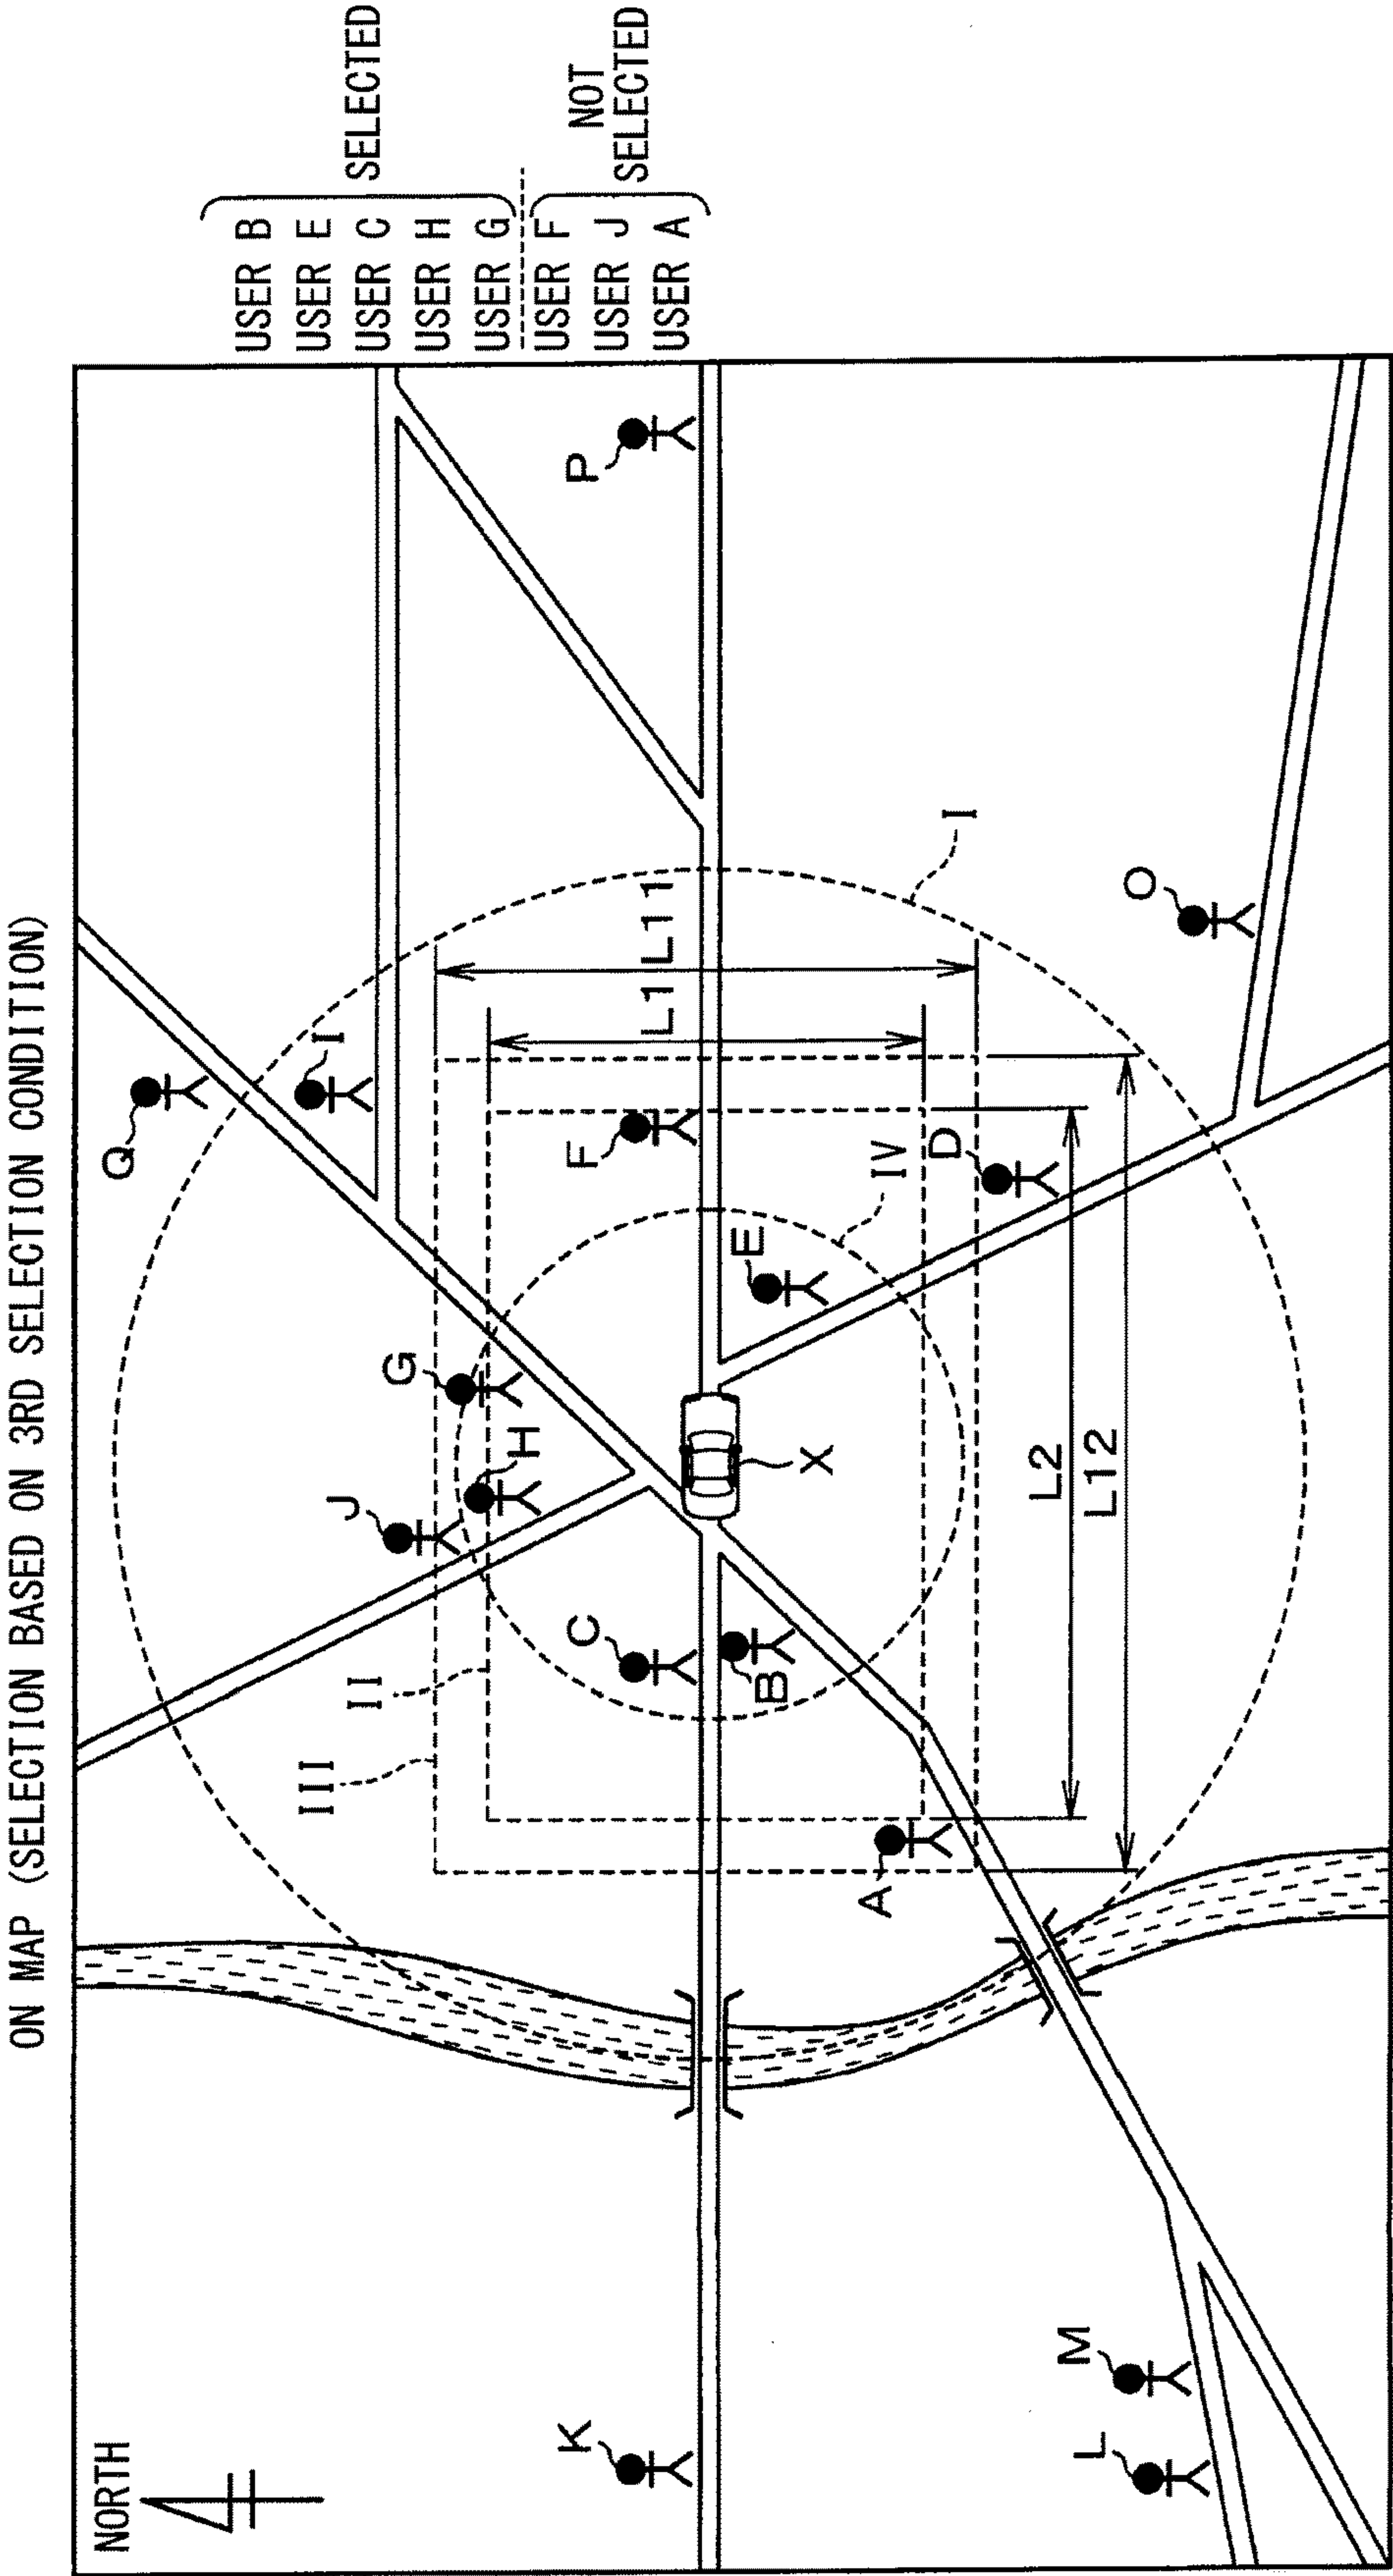 ON MAP (SELECTION BASED ON 3RD SELECTION CONDITION)
NORTH
USER B
USER E
USER C
USER H
USER G
SELECTED
USER F
USER J
USER A
NOT
SELECTED
Q
I
J
G
H
III
II
K
C
F
P
L1
L11
I
B
X
E
IV
D
A
L2
L12
O
M
L